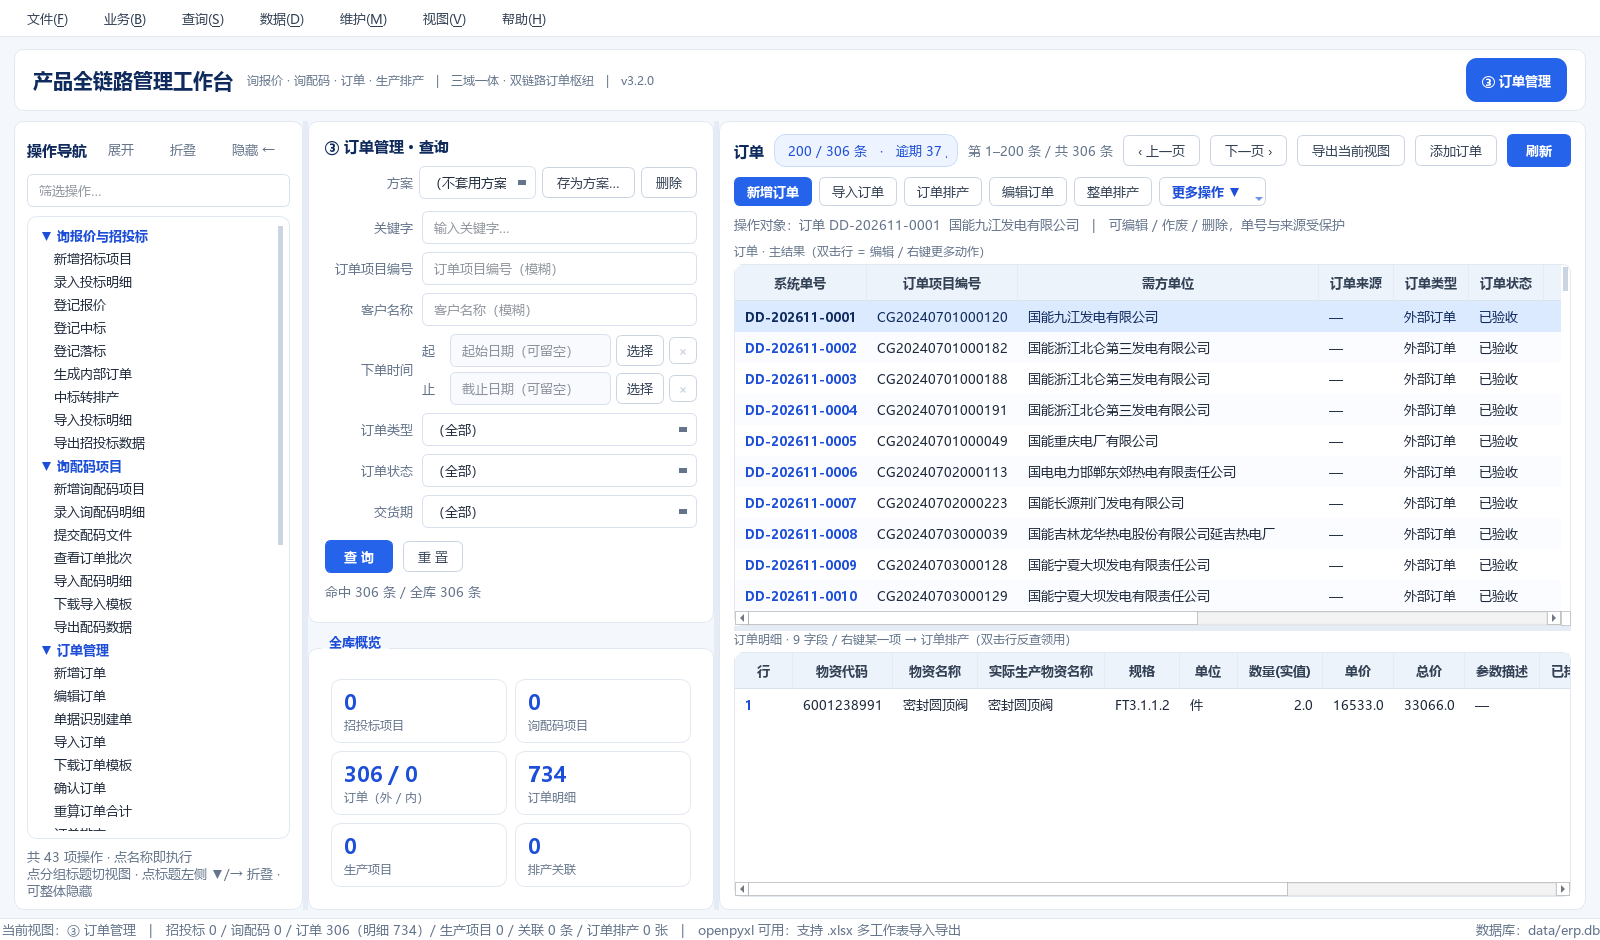 文件(F) 业务(B) 查询(S) 数据(D) 维护(M) 视图(V) 帮助(H)
产品全链路管理工作台 询报价 · 询配码 · 订单 · 生产排产 | 三域一体 · 双链路订单枢纽 | v3.2.0
③ 订单管理
操作导航 展开 折叠 隐藏 ←
筛选操作...
▼ 询报价与招投标
新增招标项目
录入投标明细
登记报价
登记中标
登记落标
生成内部订单
中标转排产
导入投标明细
导出招投标数据
▼ 询配码项目
新增询配码项目
录入询配码明细
提交配码文件
查看订单批次
导入配码明细
下载导入模板
导出配码数据
▼ 订单管理
新增订单
编辑订单
单据识别建单
导入订单
下载订单模板
确认订单
重算订单合计
共 43 项操作 · 点名称即执行
点分组标题切视图 · 点标题左侧 ▼/→ 折叠 ·
可整体隐藏
③ 订单管理 · 查询
方案 (不套用方案 存为方案... 删除
关键字 输入关键字...
订单项目编号 订单项目编号（模糊）
客户名称 客户名称（模糊）
下单时间
起 起始日期（可留空） 选择 ×
止 截止日期（可留空） 选择 ×
订单类型 （全部）
订单状态 （全部）
交货期 （全部）
查 询 重 置
命中 306 条 / 全库 306 条
全库概览
0 招投标项目
0 询配码项目
306 / 0 订单（外 / 内）
734 订单明细
0 生产项目
0 排产关联
订单 200 / 306 条 · 逾期 37 第 1–200 条 / 共 306 条 ‹ 上一页 下一页 › 导出当前视图 添加订单 刷新
新增订单 导入订单 订单排产 编辑订单 整单排产 更多操作 ▼
操作对象：订单 DD-202611-0001 国能九江发电有限公司 | 可编辑 / 作废 / 删除，单号与来源受保护
订单 · 主结果（双击行 = 编辑 / 右键更多动作）
系统单号 订单项目编号 需方单位 订单来源 订单类型 订单状态
DD-202611-0001 CG20240701000120 国能九江发电有限公司 — 外部订单 已验收
DD-202611-0002 CG20240701000182 国能浙江北仑第三发电有限公司 — 外部订单 已验收
DD-202611-0003 CG20240701000188 国能浙江北仑第三发电有限公司 — 外部订单 已验收
DD-202611-0004 CG20240701000191 国能浙江北仑第三发电有限公司 — 外部订单 已验收
DD-202611-0005 CG20240701000049 国能重庆电厂有限公司 — 外部订单 已验收
DD-202611-0006 CG20240702000113 国电电力邯郸东郊热电有限责任公司 — 外部订单 已验收
DD-202611-0007 CG20240702000223 国能长源荆门发电有限公司 — 外部订单 已验收
DD-202611-0008 CG20240703000039 国能吉林龙华热电股份有限公司延吉热电厂 — 外部订单 已验收
DD-202611-0009 CG20240703000128 国能宁夏大坝发电有限责任公司 — 外部订单 已验收
DD-202611-0010 CG20240703000129 国能宁夏大坝发电有限责任公司 — 外部订单 已验收
订单明细 · 9 字段 / 右键某一项 → 订单排产（双击行反查领用）
行 物资代码 物资名称 实际生产物资名称 规格 单位 数量(实值) 单价 总价 参数描述
1 6001238991 密封圆顶阀 密封圆顶阀 FT3.1.1.2 件 2.0 16533.0 33066.0 —
当前视图：③ 订单管理 | 招投标 0 / 询配码 0 / 订单 306（明细 734）/ 生产项目 0 / 关联 0 条 / 订单排产 0 张 | openpyxl 可用：支持 .xlsx 多工作表导入导出 数据库：data/erp.db